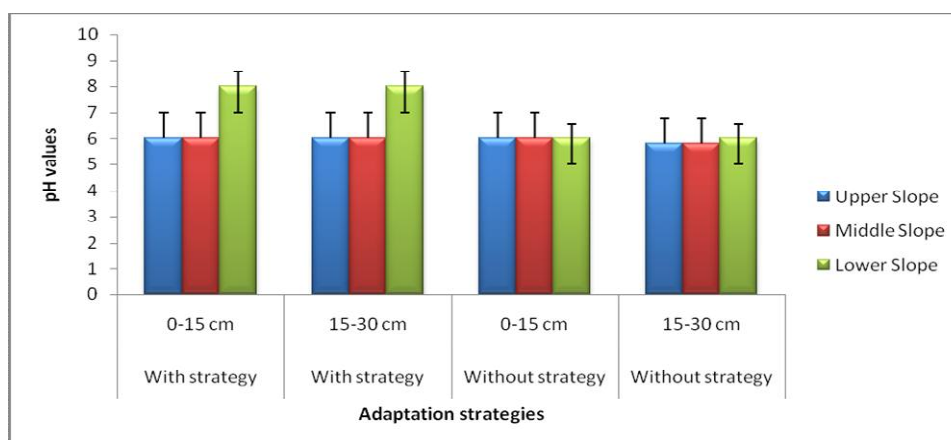 10
9
8
7
6
5
4
3
2
1
0
pH values
0-15 cm 15-30 cm 0-15 cm 15-30 cm
With strategy With strategy Without strategy Without strategy
Adaptation strategies
Upper Slope
Middle Slope
Lower Slope